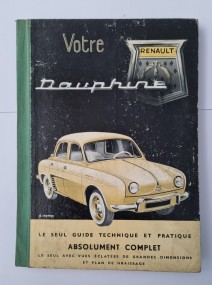 Votre
RENAULT
Dauphine
LE SEUL GUIDE TECHNIQUE ET PRATIQUE
ABSOLUMENT COMPLET
LE SEUL AVEC VUES ÉCLATÉES DE GRANDES DIMENSIONS
ET PLAN DE GRAISSAGE